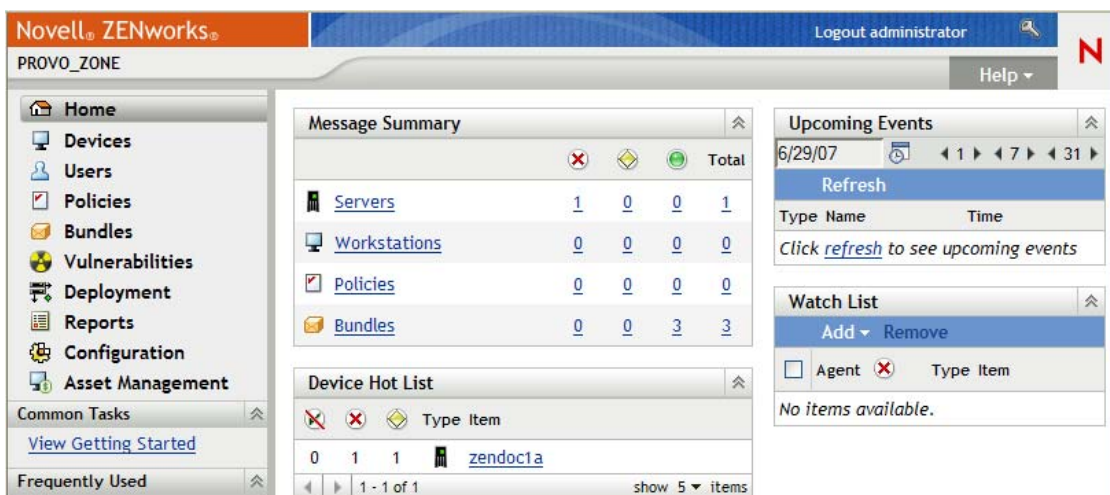 Novell® ZENworks®
Logout administrator
N
PROVO_ZONE
Help
Home
Devices
Users
Policies
Bundles
Vulnerabilities
Deployment
Reports
Configuration
Asset Management
Common Tasks
View Getting Started
Frequently Used
Message Summary
Total
Servers 1 0 0 1
Workstations 0 0 0 0
Policies 0 0 0 0
Bundles 0 0 3 3
Device Hot List
Type Item
0 1 1 zendoc1a
1 - 1 of 1 show 5 items
Upcoming Events
6/29/07 1 7 31
Refresh
Type Name Time
Click refresh to see upcoming events
Watch List
Add Remove
Agent Type Item
No items available.